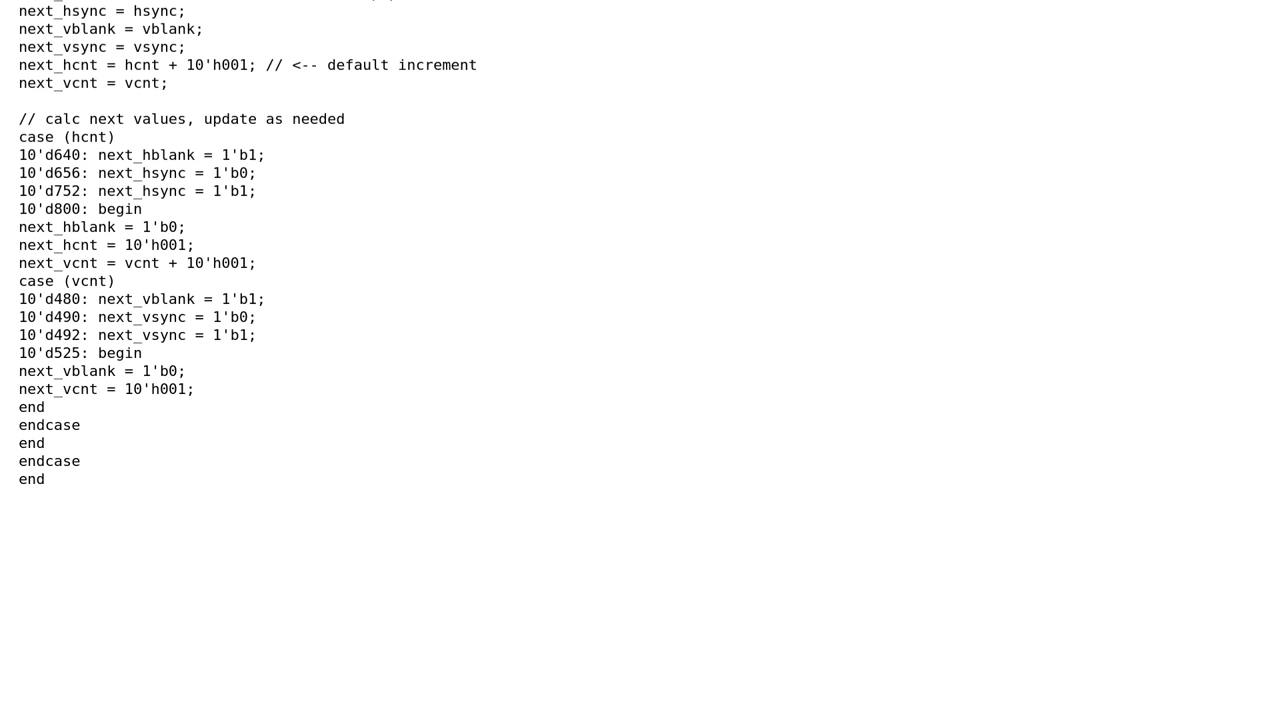 next_hsync = hsync;
next_vblank = vblank;
next_vsync = vsync;
next_hcnt = hcnt + 10'h001; // <-- default increment
next_vcnt = vcnt;

// calc next values, update as needed
case (hcnt)
10'd640: next_hblank = 1'b1;
10'd656: next_hsync = 1'b0;
10'd752: next_hsync = 1'b1;
10'd800: begin
next_hblank = 1'b0;
next_hcnt = 10'h001;
next_vcnt = vcnt + 10'h001;
case (vcnt)
10'd480: next_vblank = 1'b1;
10'd490: next_vsync = 1'b0;
10'd492: next_vsync = 1'b1;
10'd525: begin
next_vblank = 1'b0;
next_vcnt = 10'h001;
end
endcase
end
endcase
end